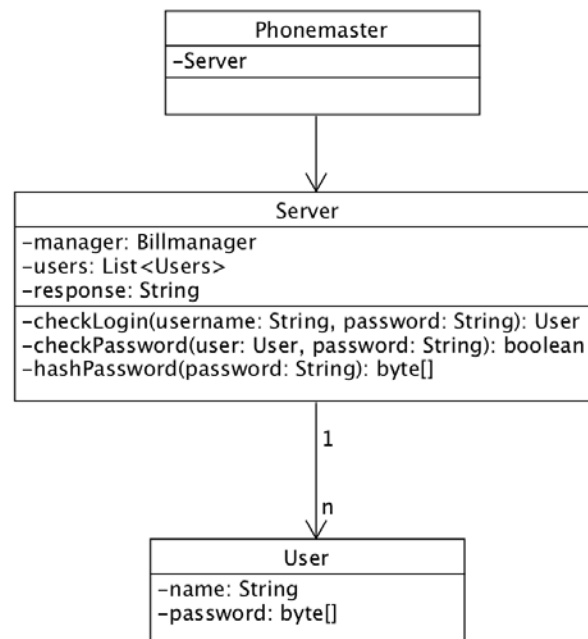 Phonemaster
-Server
Server
-manager: Billmanager
-users: List<Users>
-response: String
-checkLogin(username: String, password: String): User
-checkPassword(user: User, password: String): boolean
-hashPassword(password: String): byte[]
1
n
User
-name: String
-password: byte[]